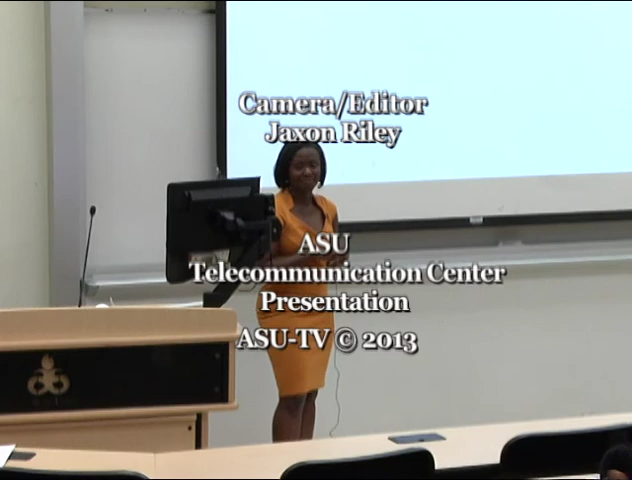 Camera/Editor
Jaxon Riley
ASU
Telecommunication Center
Presentation
ASU-TV © 2013